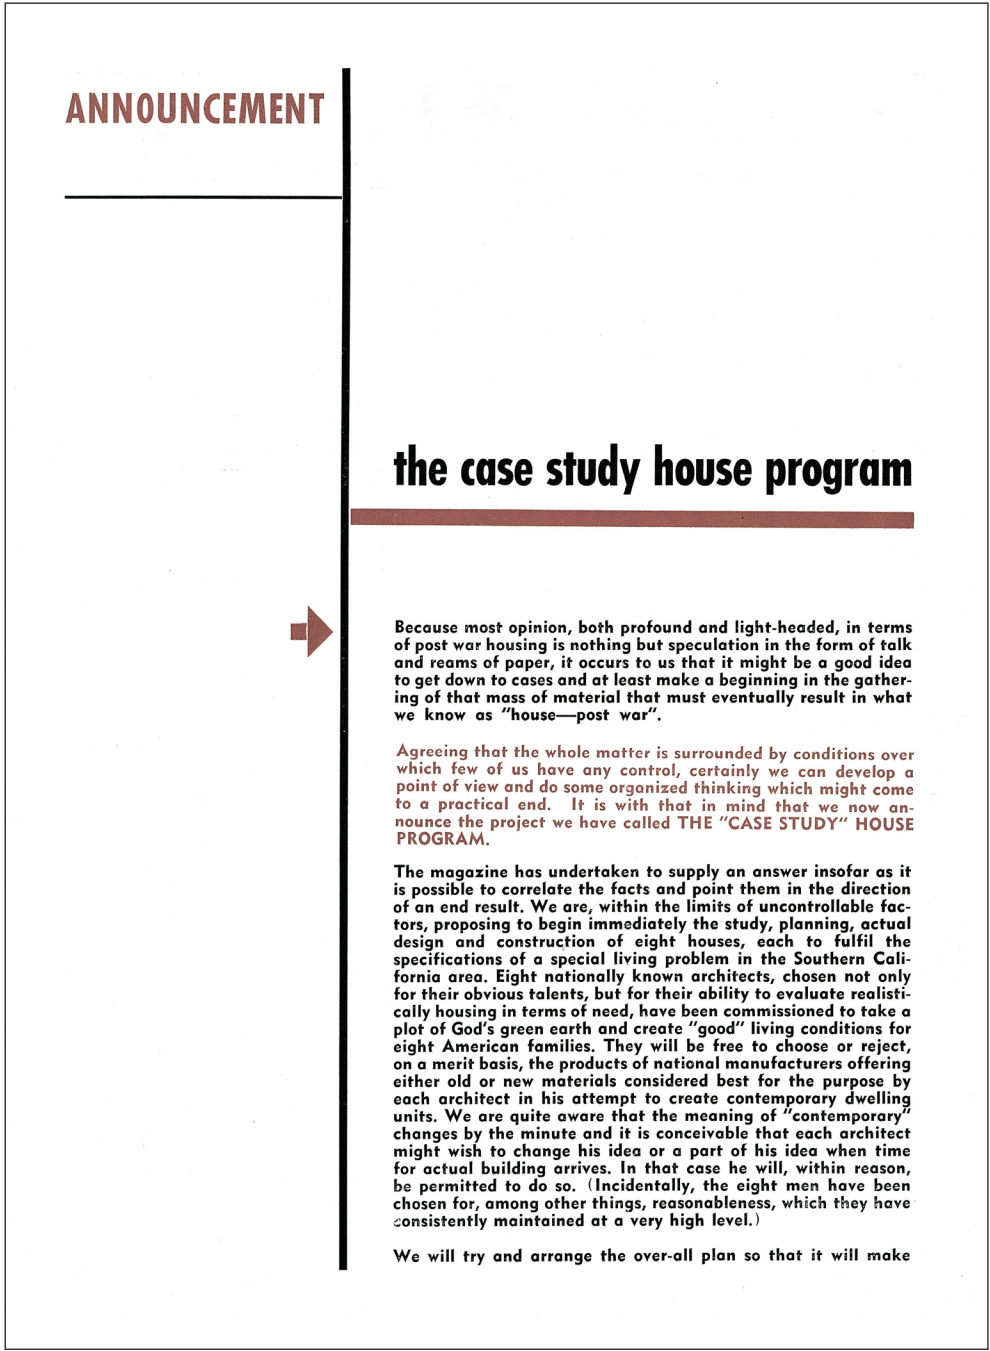 ANNOUNCEMENT
the case study house program
Because most opinion, both profound and light-headed, in terms
of post war housing is nothing but speculation in the form of talk
and reams of paper, it occurs to us that it might be a good idea
to get down to cases and at least make a beginning in the gather-
ing of that mass of material that must eventually result in what
we know as "house—post war".
Agreeing that the whole matter is surrounded by conditions over
which few of us have any control, certainly we can develop a
point of view and do some organized thinking which might come
to a practical end. It is with that in mind that we now an-
nounce the project we have called THE "CASE STUDY" HOUSE
PROGRAM.
The magazine has undertaken to supply an answer insofar as it
is possible to correlate the facts and point them in the direction
of an end result. We are, within the limits of uncontrollable fac-
tors, proposing to begin immediately the study, planning, actual
design and construction of eight houses, each to fulfil the
specifications of a special living problem in the Southern Cali-
fornia area. Eight nationally known architects, chosen not only
for their obvious talents, but for their ability to evaluate realisti-
cally housing in terms of need, have been commissioned to take a
plot of God's green earth and create "good" living conditions for
eight American families. They will be free to choose or reject,
on a merit basis, the products of national manufacturers offering
either old or new materials considered best for the purpose by
each architect in his attempt to create contemporary dwelling
units. We are quite aware that the meaning of "contemporary"
changes by the minute and it is conceivable that each architect
might wish to change his idea or a part of his idea when time
for actual building arrives. In that case he will, within reason,
be permitted to do so. (Incidentally, the eight men have been
chosen for, among other things, reasonableness, which they have
consistently maintained at a very high level.)
We will try and arrange the over-all plan so that it will make